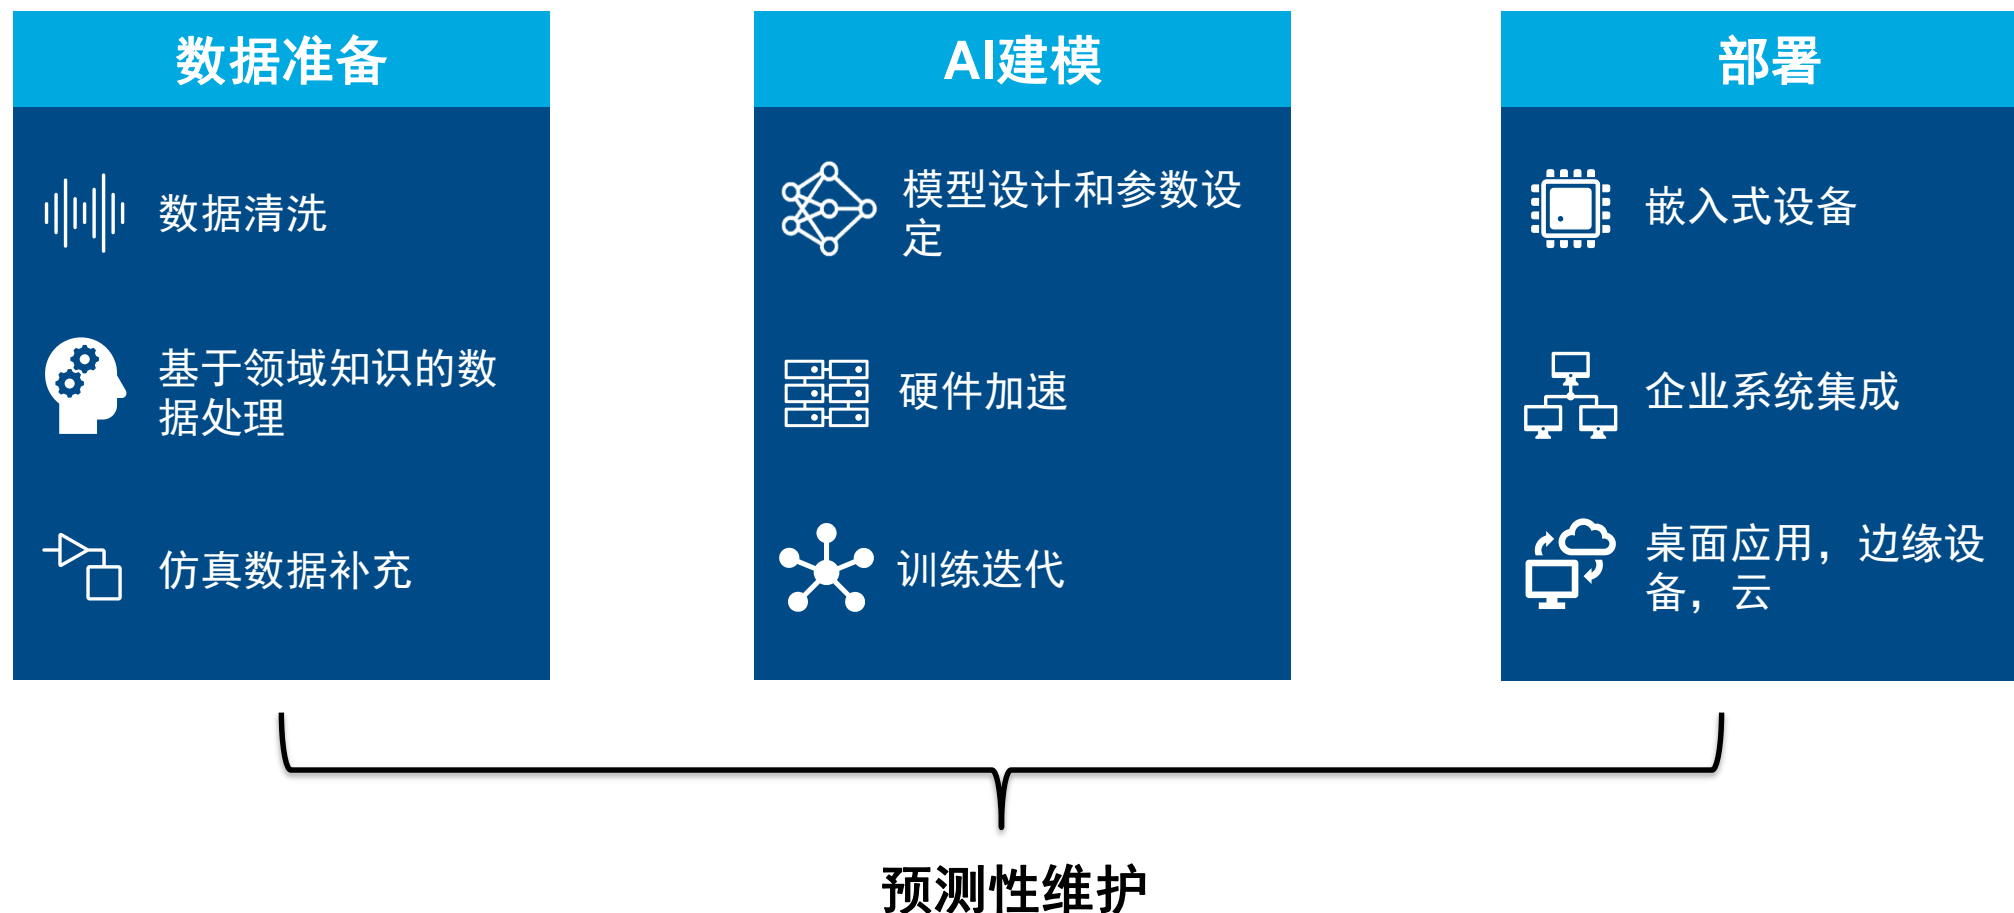 数据准备
数据清洗
基于领域知识的数
据处理
仿真数据补充
AI建模
模型设计和参数设
定
硬件加速
训练迭代
部署
嵌入式设备
企业系统集成
桌面应用，边缘设
备，云
预测性维护